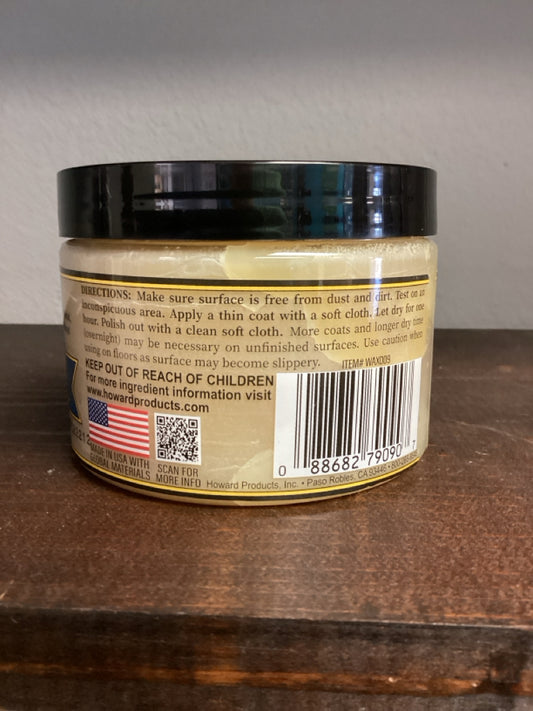 DIRECTIONS: Make sure surface is free from dust and dirt. Test on an
inconspicuous area. Apply a thin coat with a soft cloth. Let dry for one
hour. Polish out with a clean soft cloth. More coats and longer dry time
(overnight) may be necessary on unfinished surfaces. Use caution when
using on floors as surface may become slippery.
ITEM# WAX009
KEEP OUT OF REACH OF CHILDREN
For more ingredient information visit
www.howardproducts.com
MADE IN USA WITH
GLOBAL MATERIALS
SCAN FOR
MORE INFO
0 88682 79090 7
Howard Products, Inc. • Paso Robles, CA 93446 •